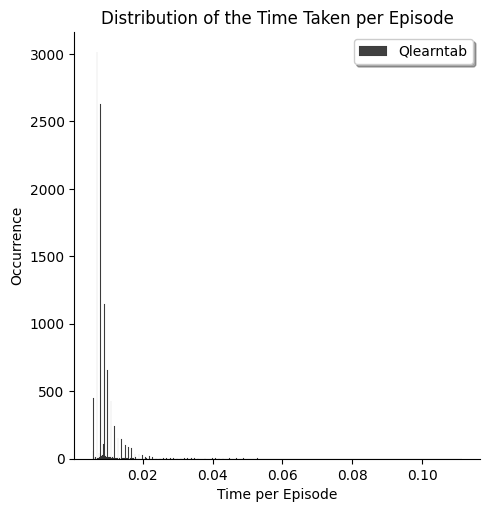 Distribution of the Time Taken per Episode
Qlearntab
Occurrence
3000
2500
2000
1500
1000
500
0
0.02 0.04 0.06 0.08 0.10
Time per Episode